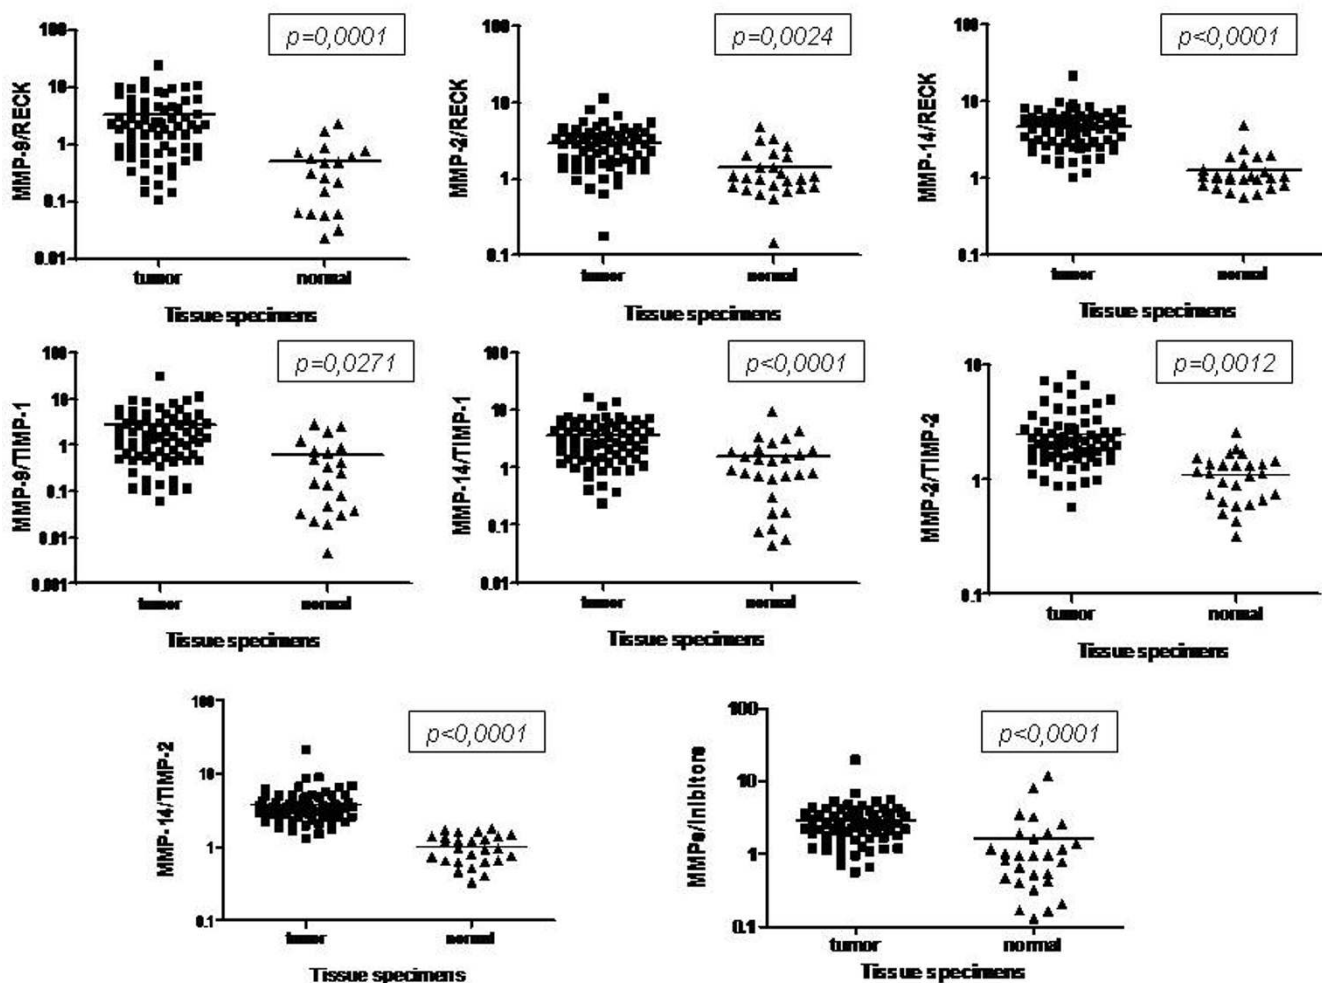 p=0,0001
MMP-9/RECK
100
10
1
0.1
0.01
tumor
normal
Tissue specimens
p=0,0024
MMP-2/RECK
100
10
1
0.1
tumor
normal
Tissue specimens
p<0,0001
MMP-14/RECK
100
10
1
0.1
tumor
normal
Tissue specimens
p=0,0271
MMP-9/TIMP-1
100
10
1
0.1
0.01
0.001
tumor
normal
Tissue specimens
p<0,0001
MMP-14/TIMP-1
100
10
1
0.1
0.01
tumor
normal
Tissue specimens
p=0,0012
MMP-2/TIMP-2
10
1
0.1
tumor
normal
Tissue specimens
p<0,0001
MMP-14/TIMP-2
100
10
1
0.1
tumor
normal
Tissue specimens
p<0,0001
MMPs/Inibitors
100
10
1
0.1
tumor
normal
Tissue specimens